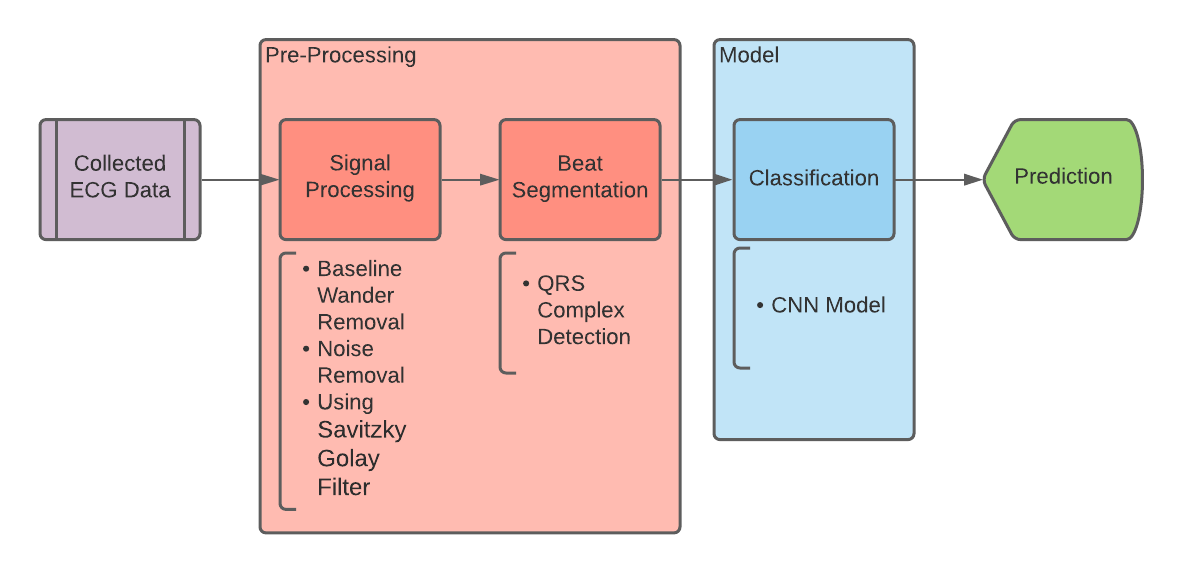 Pre-Processing
Model
Collected
ECG Data
Signal
Processing
Beat
Segmentation
Classification
Prediction
• Baseline
Wander
Removal
• Noise
Removal
• Using
Savitzky
Golay
Filter
• QRS
Complex
Detection
• CNN Model